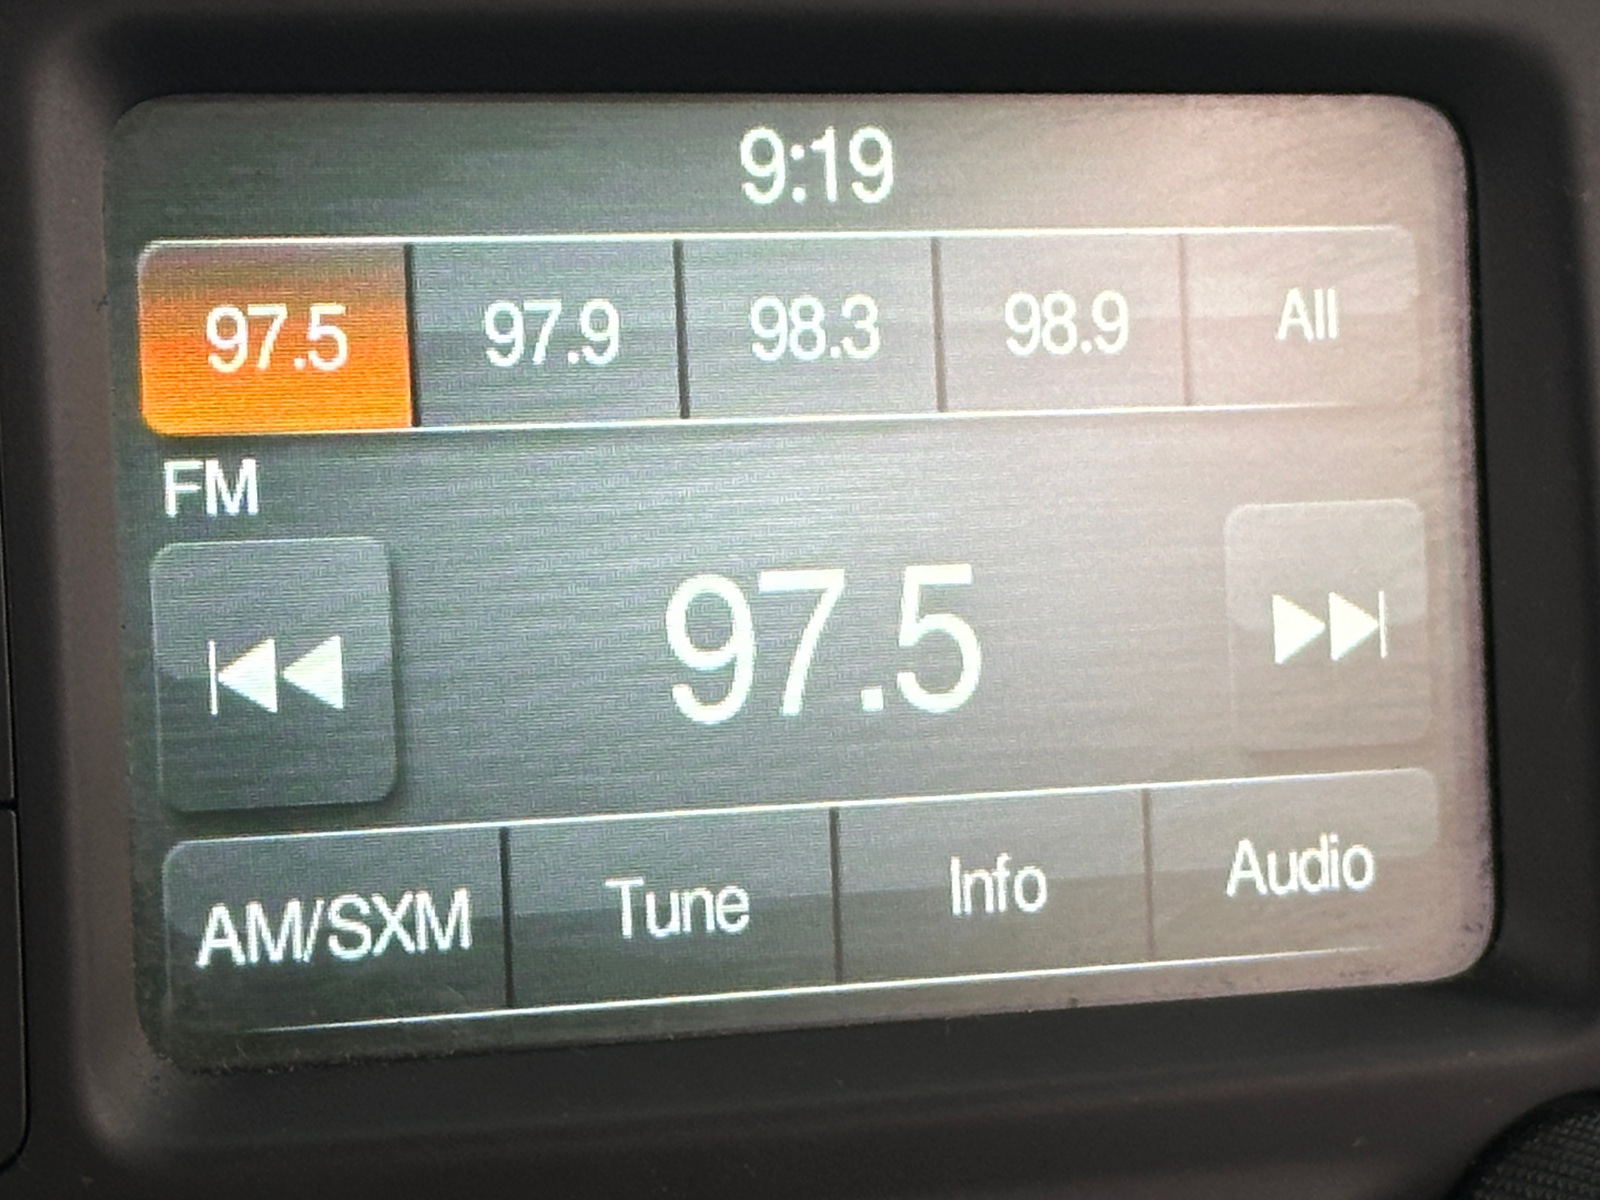 9:19
97.5 97.9 98.3 98.9 All
FM
97.5
AM/SXM Tune Info Audio